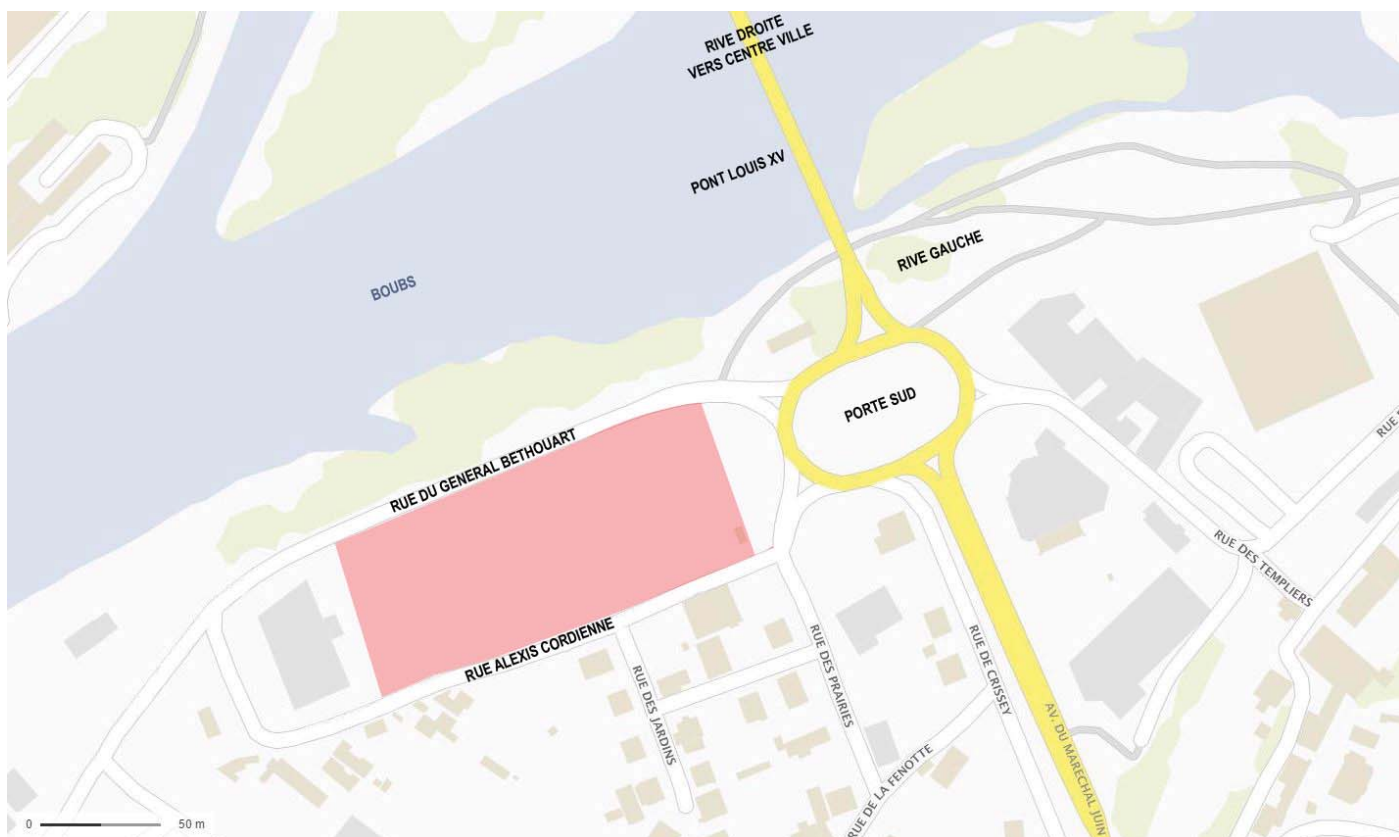 RIVE DROITE
VERS CENTRE VILLE
PONT LOUIS XV
RIVE GAUCHE
BOUBS
PORTE SUD
RUE DU GENERAL BETHOUART
RUE ALEXIS CORDIENNE
RUE DES JARDINS
RUE DES PRAIRIES
RUE DE CRISSEY
RUE DE LA FENOTTE
AV. DU MARECHAL JUIN
RUE DES TEMPLIERS
RUE
0 50 m